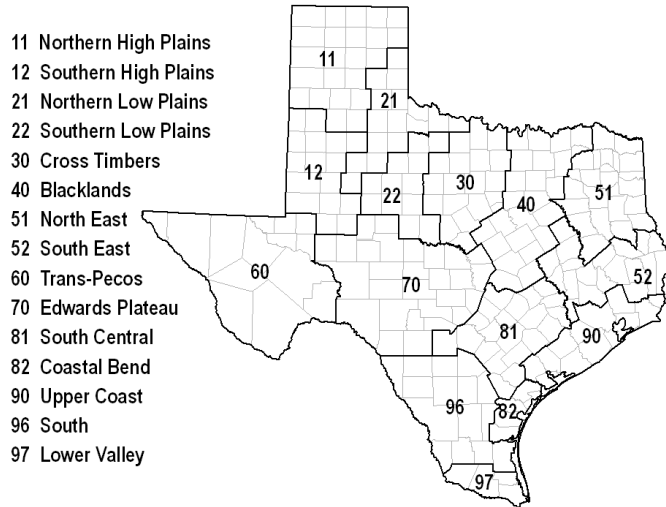 11 Northern High Plains
12 Southern High Plains
21 Northern Low Plains
22 Southern Low Plains
30 Cross Timbers
40 Blacklands
51 North East
52 South East
60 Trans-Pecos
70 Edwards Plateau
81 South Central
82 Coastal Bend
90 Upper Coast
96 South
97 Lower Valley
11
21
12
22
30
40
51
60
70
52
81
90
96
82
97